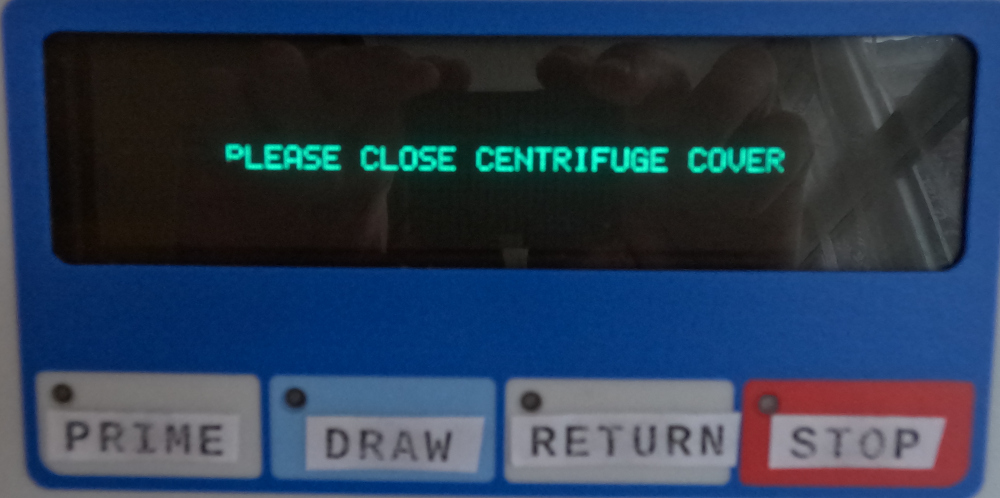 PLEASE CLOSE CENTRIFUGE COVER
PRIME DRAW RETURN STOP